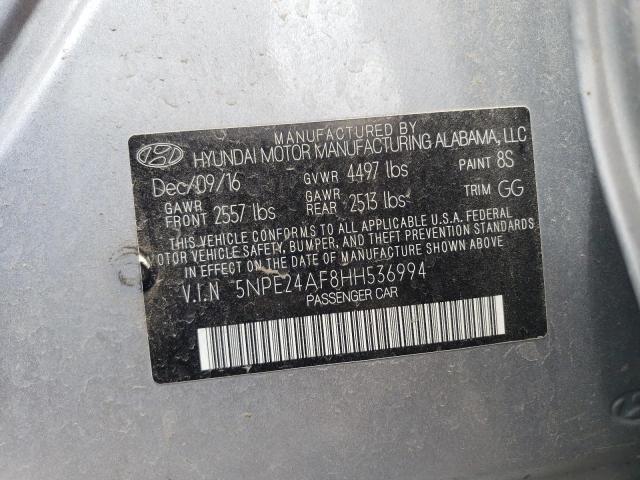 MANUFACTURED BY
HYUNDAI MOTOR MANUFACTURING ALABAMA, LLC
Dec/09/16 GVWR 4497 lbs PAINT 8S
GAWR FRONT 2557 lbs GAWR REAR 2513 lbs TRIM GG
THIS VEHICLE CONFORMS TO ALL APPLICABLE U.S.A. FEDERAL
MOTOR VEHICLE SAFETY, BUMPER, AND THEFT PREVENTION STANDARDS
IN EFFECT ON THE DATE OF MANUFACTURE SHOWN ABOVE
V.I.N 5NPE24AF8HH536994
PASSENGER CAR